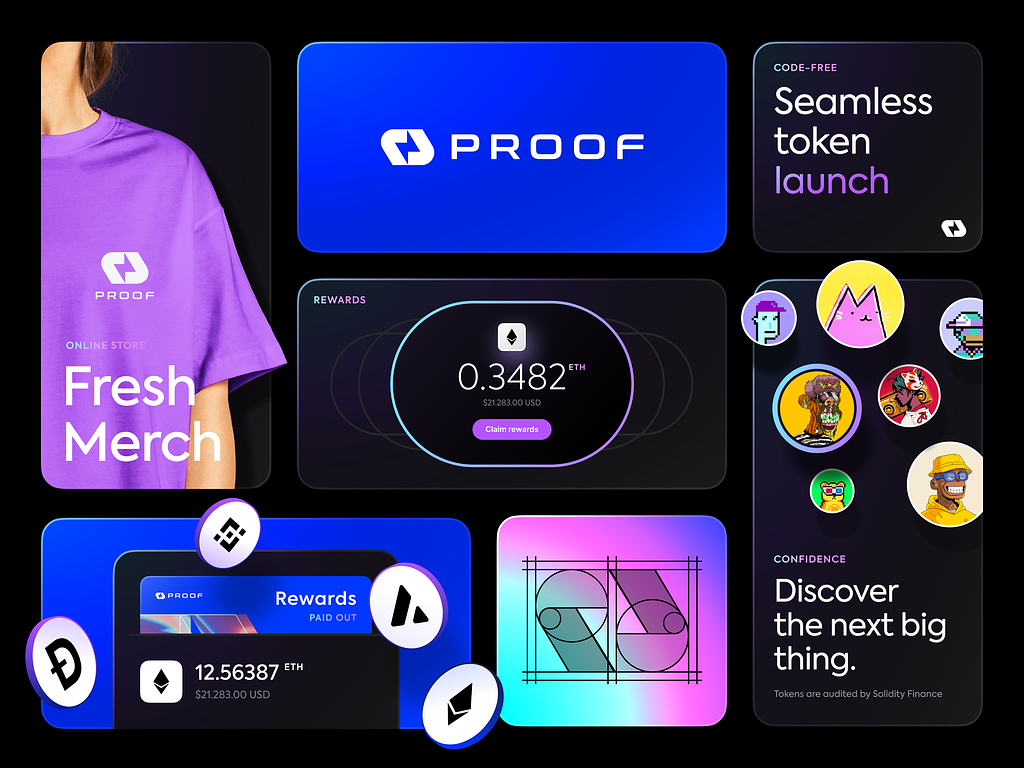 PROOF
ONLINE STORE
Fresh
Merch
PROOF
CODE-FREE
Seamless
token
launch
REWARDS
0.3482 ETH
$21.283.00 USD
Claim rewards
PROOF
Rewards
PAID OUT
12.56387 ETH
$21.283.00 USD
CONFIDENCE
Discover
the next big
thing.
Tokens are audited by Solidity Finance